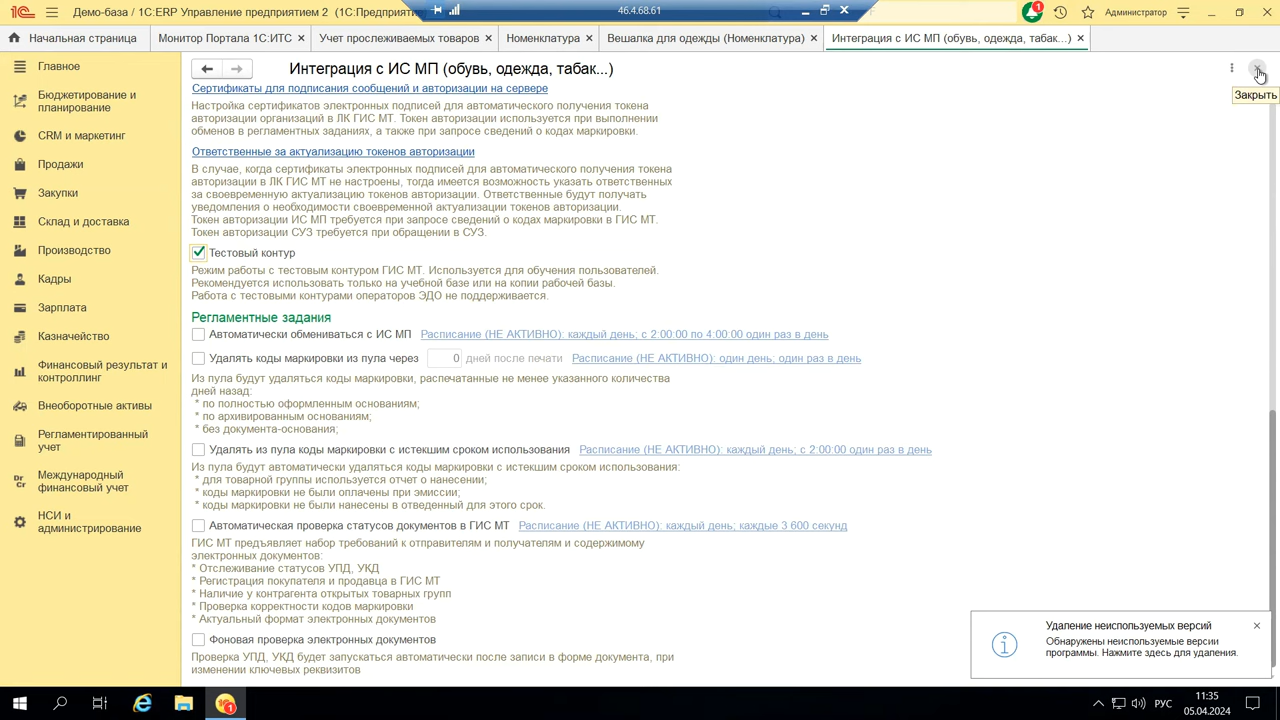 Демо-база / 1С:ERP Управление предприятием 2 (1С:Предприятие
46.4.68.61
1
Администратор
Начальная страница
Монитор Портала 1С:ИТС ×
Учет прослеживаемых товаров ×
Номенклатура ×
Вешалка для одежды (Номенклатура) ×
Интеграция с ИС МП (обувь, одежда, табак...) ×
Главное
Бюджетирование и
планирование
CRM и маркетинг
Продажи
Закупки
Склад и доставка
Производство
Кадры
Зарплата
Казначейство
Финансовый результат и
контроллинг
Внеоборотные активы
Регламентированный
учет
Международный
финансовый учет
НСИ и
администрирование
Интеграция с ИС МП (обувь, одежда, табак...)
Закрыть
Сертификаты для подписания сообщений и авторизации на сервере
Настройка сертификатов электронных подписей для автоматического получения токена
авторизации организаций в ЛК ГИС МТ. Токен авторизации используется при выполнении
обменов в регламентных заданиях, а также при запросе сведений о кодах маркировки.
Ответственные за актуализацию токенов авторизации
В случае, когда сертификаты электронных подписей для автоматического получения токена
авторизации в ЛК ГИС МТ не настроены, тогда имеется возможность указать ответственных
за своевременную актуализацию токенов авторизации. Ответственные будут получать
уведомления о необходимости своевременной актуализации токенов авторизации.
Токен авторизации ИС МП требуется при запросе сведений о кодах маркировки в ГИС МТ.
Токен авторизации СУЗ требуется при обращении в СУЗ.
Тестовый контур
Режим работы с тестовым контуром ГИС МТ. Используется для обучения пользователей.
Рекомендуется использовать только на учебной базе или на копии рабочей базы.
Работа с тестовыми контурами операторов ЭДО не поддерживается.
Регламентные задания
Автоматически обмениваться с ИС МП Расписание (НЕ АКТИВНО): каждый день; с 2:00:00 по 4:00:00 один раз в день
Удалять коды маркировки из пула через 0 дней после печати Расписание (НЕ АКТИВНО): один день; один раз в день
Из пула будут удаляться коды маркировки, распечатанные не менее указанного количества
дней назад:
* по полностью оформленным основаниям;
* по архивированным основаниям;
* без документа-основания;
Удалять из пула коды маркировки с истекшим сроком использования Расписание (НЕ АКТИВНО): каждый день; с 2:00:00 один раз в день
Из пула будут автоматически удаляться коды маркировки с истекшим сроком использования:
* для товарной группы используется отчет о нанесении;
* коды маркировки не были оплачены при эмиссии;
* коды маркировки не были нанесены в отведенный для этого срок.
Автоматическая проверка статусов документов в ГИС МТ Расписание (НЕ АКТИВНО): каждый день; каждые 3 600 секунд
ГИС МТ предъявляет набор требований к отправителям и получателям и содержимому
электронных документов:
* Отслеживание статусов УПД, УКД
* Регистрация покупателя и продавца в ГИС МТ
* Наличие у контрагента открытых товарных групп
* Проверка корректности кодов маркировки
* Актуальный формат электронных документов
Фоновая проверка электронных документов
Проверка УПД, УКД будет запускаться автоматически после записи в форме документа, при
изменении ключевых реквизитов
Удаление неиспользуемых версий
Обнаружены неиспользуемые версии
программы. Нажмите здесь для удаления.
РУС
11:35
05.04.2024